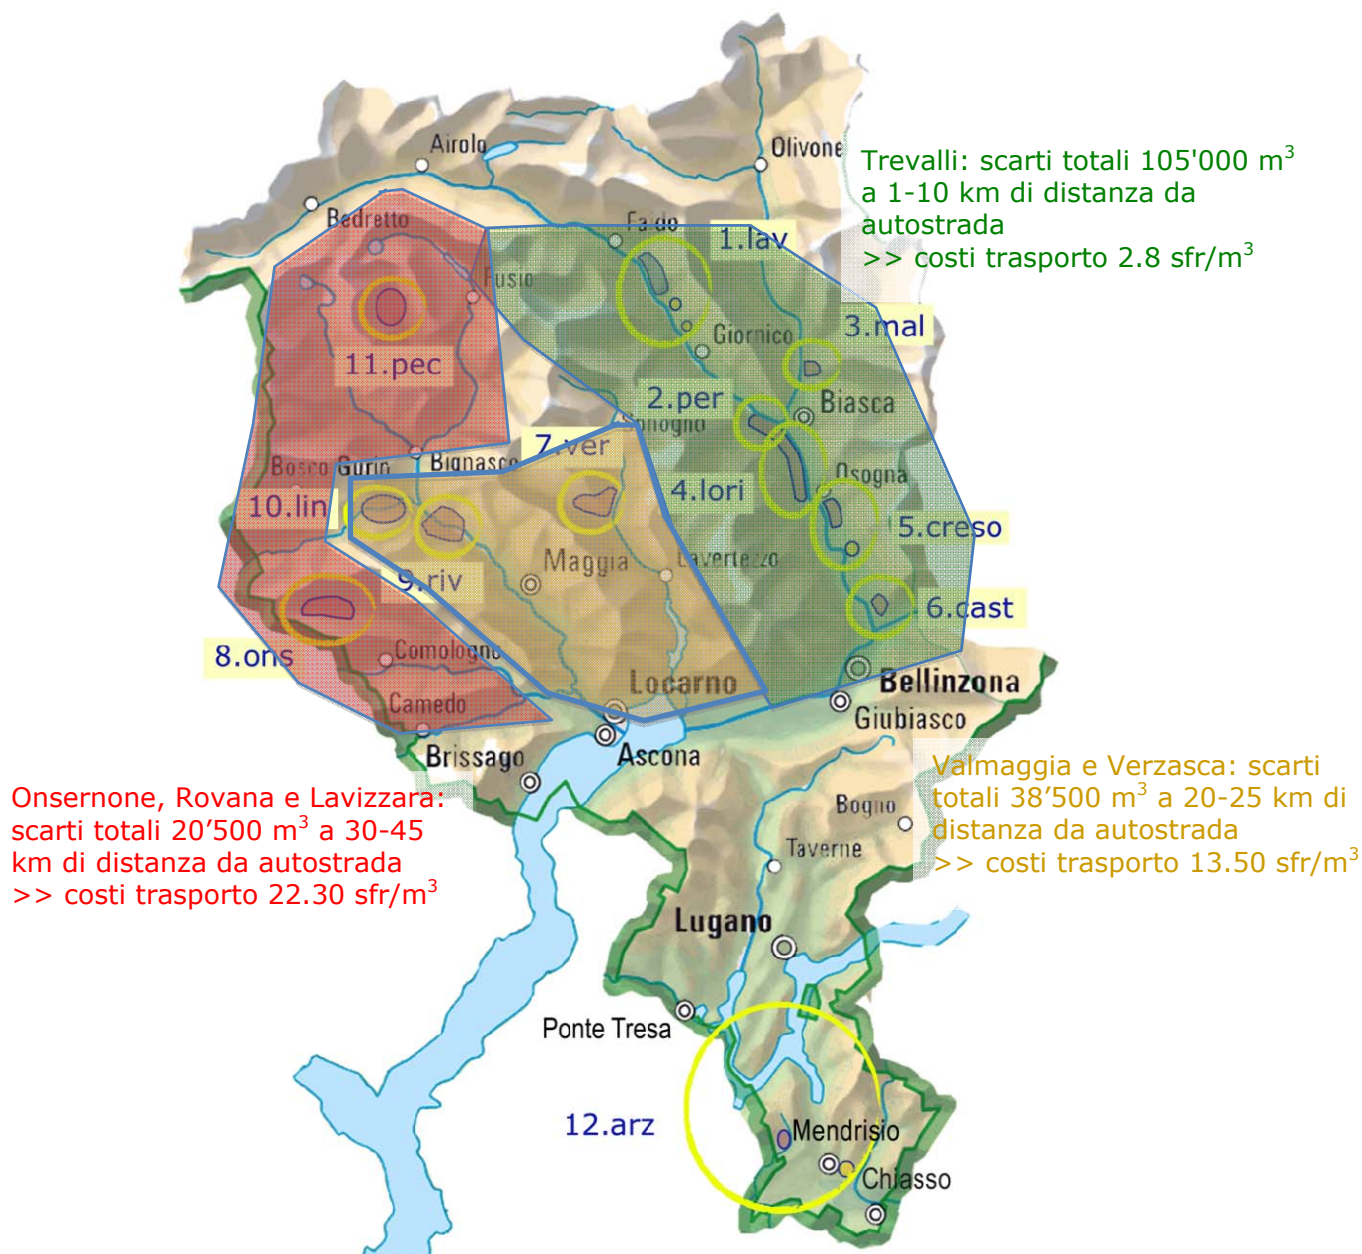 Airolo
Olivone
Trevalli: scarti totali 105'000 m³
a 1-10 km di distanza da
autostrada
>> costi trasporto 2.8 sfr/m³
Bedretto
Faido
1.lav
Fusio
11.pec
Giornico
3.mal
2.per
Biasca
Sonogno
7.ver
Bosco Gurin
Bignasco
10.lin
4.lori
Osogna
5.creso
Maggia
Lavertezzo
9.riv
6.cast
8.ons
Comologno
Locarno
Bellinzona
Camedo
Giubiasco
Brissago
Ascona
Onsernone, Rovana e Lavizzara:
scarti totali 20’500 m³ a 30-45
km di distanza da autostrada
>> costi trasporto 22.30 sfr/m³
Valmaggia e Verzasca: scarti
totali 38’500 m³ a 20-25 km di
distanza da autostrada
>> costi trasporto 13.50 sfr/m³
Bogno
Taverne
Lugano
Ponte Tresa
12.arz
Mendrisio
Chiasso